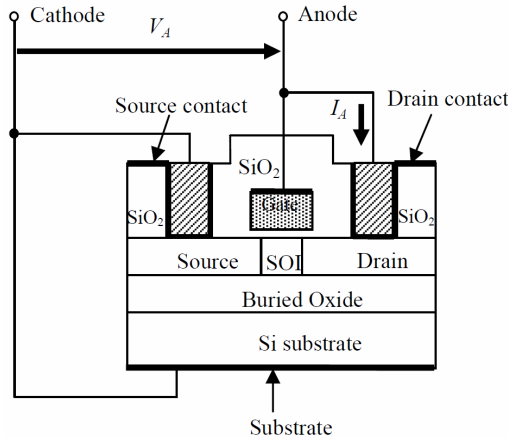 Cathode
Anode
V_A
Source contact
I_A
Drain contact
SiO₂
SiO₂
Gate
SiO₂
Source
SOI
Drain
Buried Oxide
Si substrate
Substrate